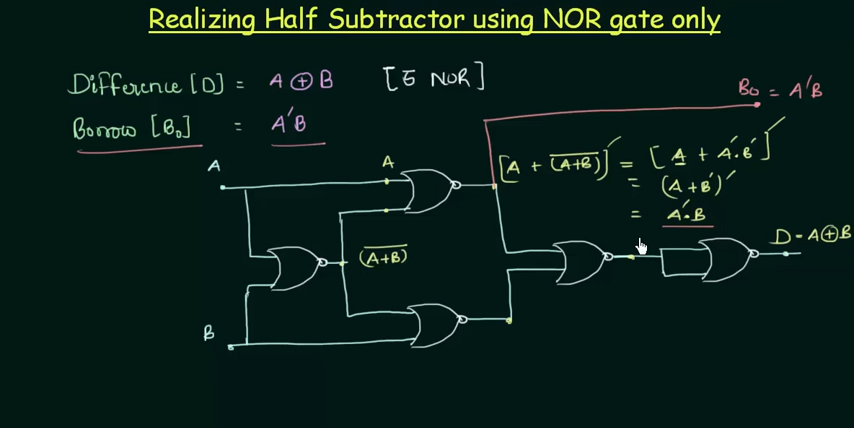 Realizing Half Subtractor using NOR gate only
Difference [D] = A ⊕ B [5 NOR]
Borrow [B₀] = A'B
B₀ = A'B
A
A
[A + (A+B)̅]' = [A + A'.B']'
= (A+B')'
= A'.B
(A+B)̅
D = A⊕B
B